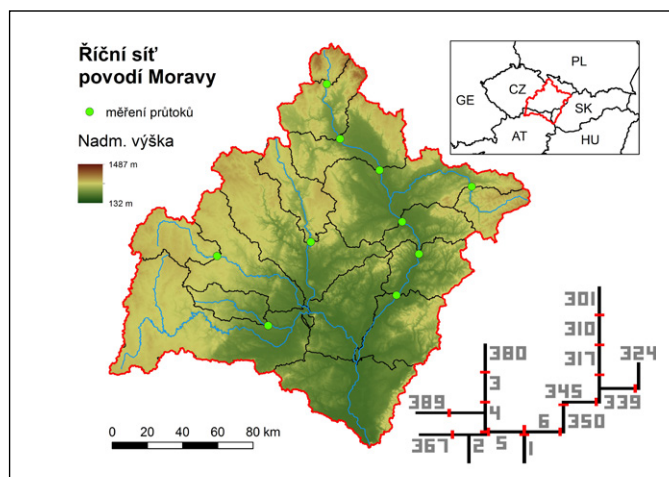 Říční síť
povodí Moravy
měření průtoků
Nadm. výška
1487 m
132 m
PL
CZ
GE
SK
AT
HU
301
310
380
317
324
3
345
389
4
339
6
350
367
2
5
1
0 20 40 60 80 km